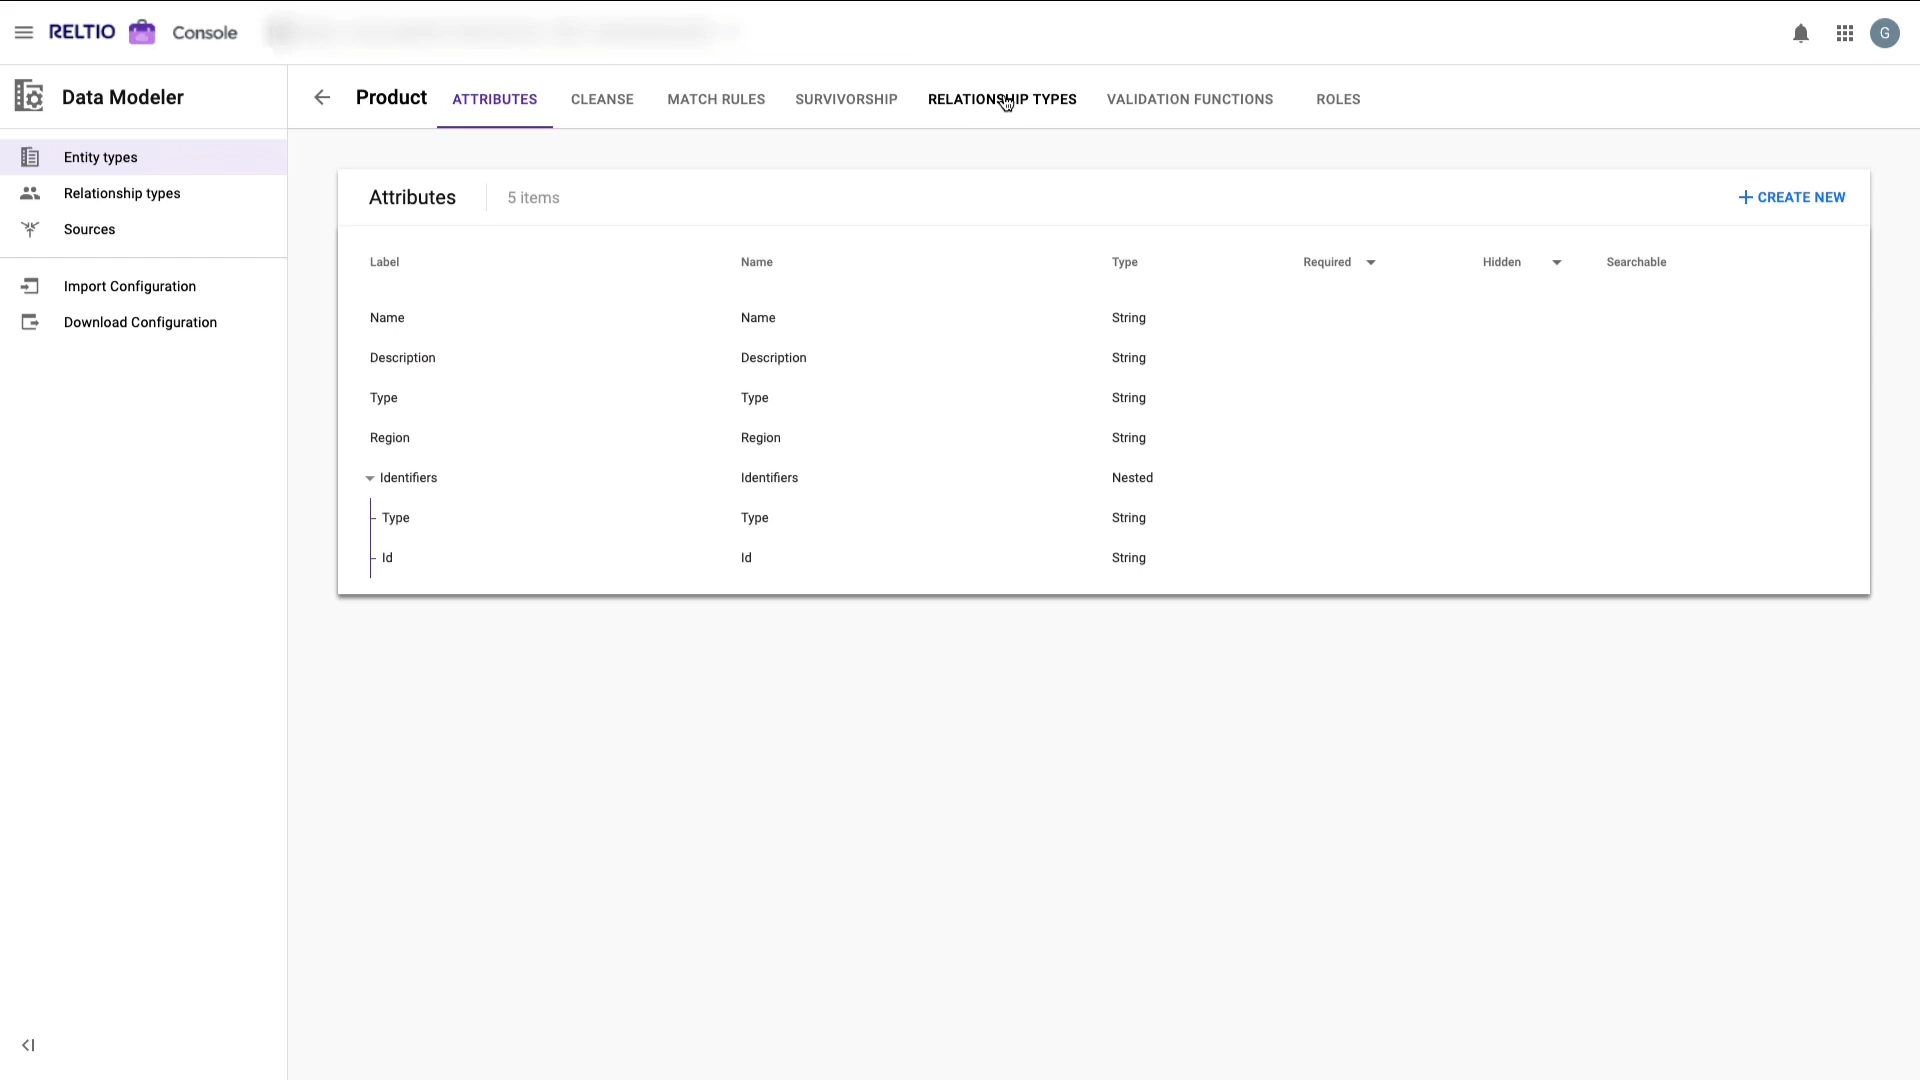 RELTIO Console
G
Data Modeler
Product ATTRIBUTES CLEANSE MATCH RULES SURVIVORSHIP RELATIONSHIP TYPES VALIDATION FUNCTIONS ROLES
Entity types
Relationship types
Sources
Import Configuration
Download Configuration
Attributes 5 items + CREATE NEW
Label Name Type Required Hidden Searchable
Name Name String
Description Description String
Type Type String
Region Region String
Identifiers Identifiers Nested
Type Type String
Id Id String